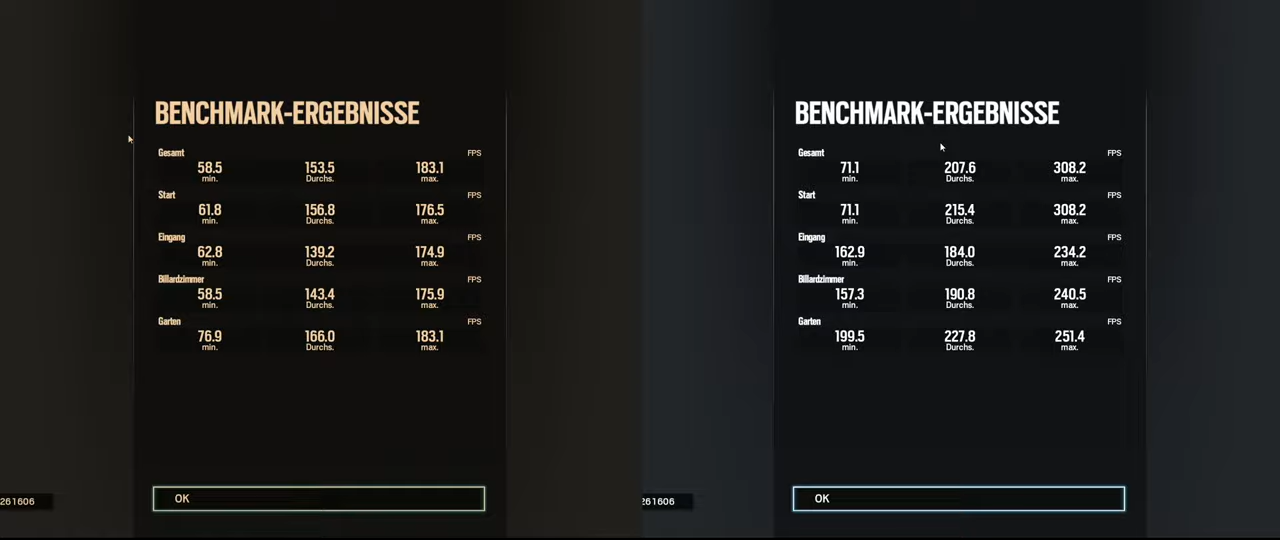 BENCHMARK-ERGEBNISSE
Gesamt FPS
58.5 153.5 183.1
min. Durchs. max.
Start FPS
61.8 156.8 176.5
min. Durchs. max.
Eingang FPS
62.8 139.2 174.9
min. Durchs. max.
Billardzimmer FPS
58.5 143.4 175.9
min. Durchs. max.
Garten FPS
76.9 166.0 183.1
min. Durchs. max.
OK
261606
BENCHMARK-ERGEBNISSE
Gesamt FPS
71.1 207.6 308.2
min. Durchs. max.
Start FPS
71.1 215.4 308.2
min. Durchs. max.
Eingang FPS
162.9 184.0 234.2
min. Durchs. max.
Billardzimmer FPS
157.3 190.8 240.5
min. Durchs. max.
Garten FPS
199.5 227.8 251.4
min. Durchs. max.
OK
261606